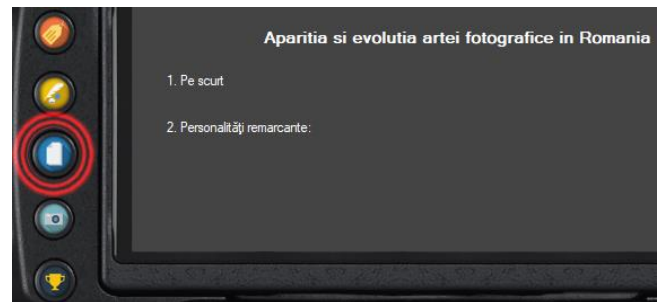 Aparitia si evolutia artei fotografice in Romania
1. Pe scurt
2. Personalităţi remarcante: